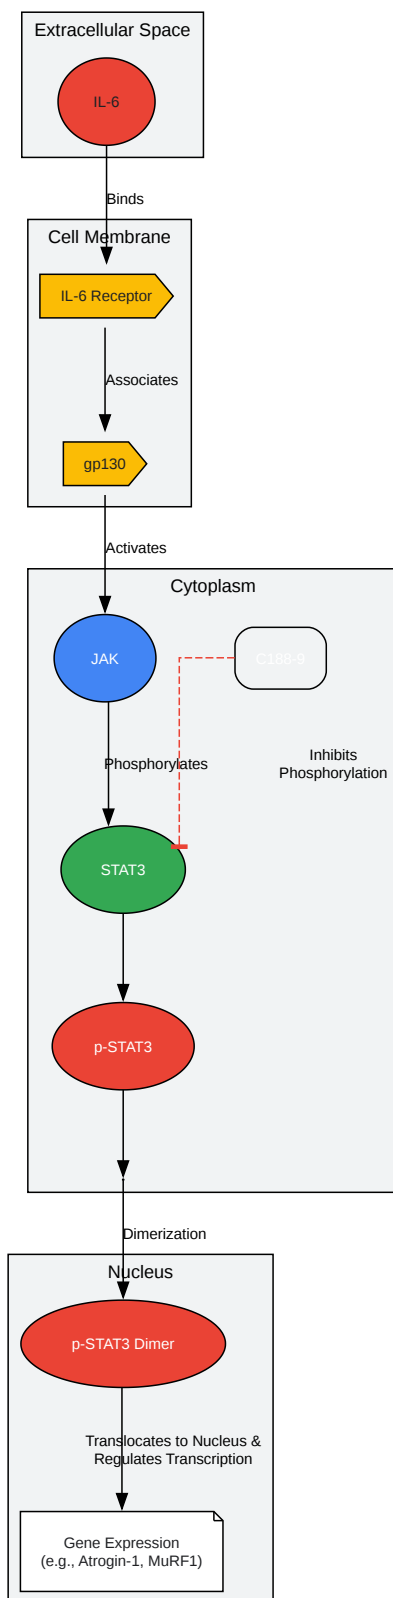 Extracellular Space
IL-6
Binds
Cell Membrane
IL-6 Receptor
Associates
gp130
Activates
Cytoplasm
JAK
C188-9
Inhibits
Phosphorylation
Phosphorylates
STAT3
p-STAT3
Dimerization
Nucleus
p-STAT3 Dimer
Translocates to Nucleus &
Regulates Transcription
Gene Expression
(e.g., Atrogin-1, MuRF1)